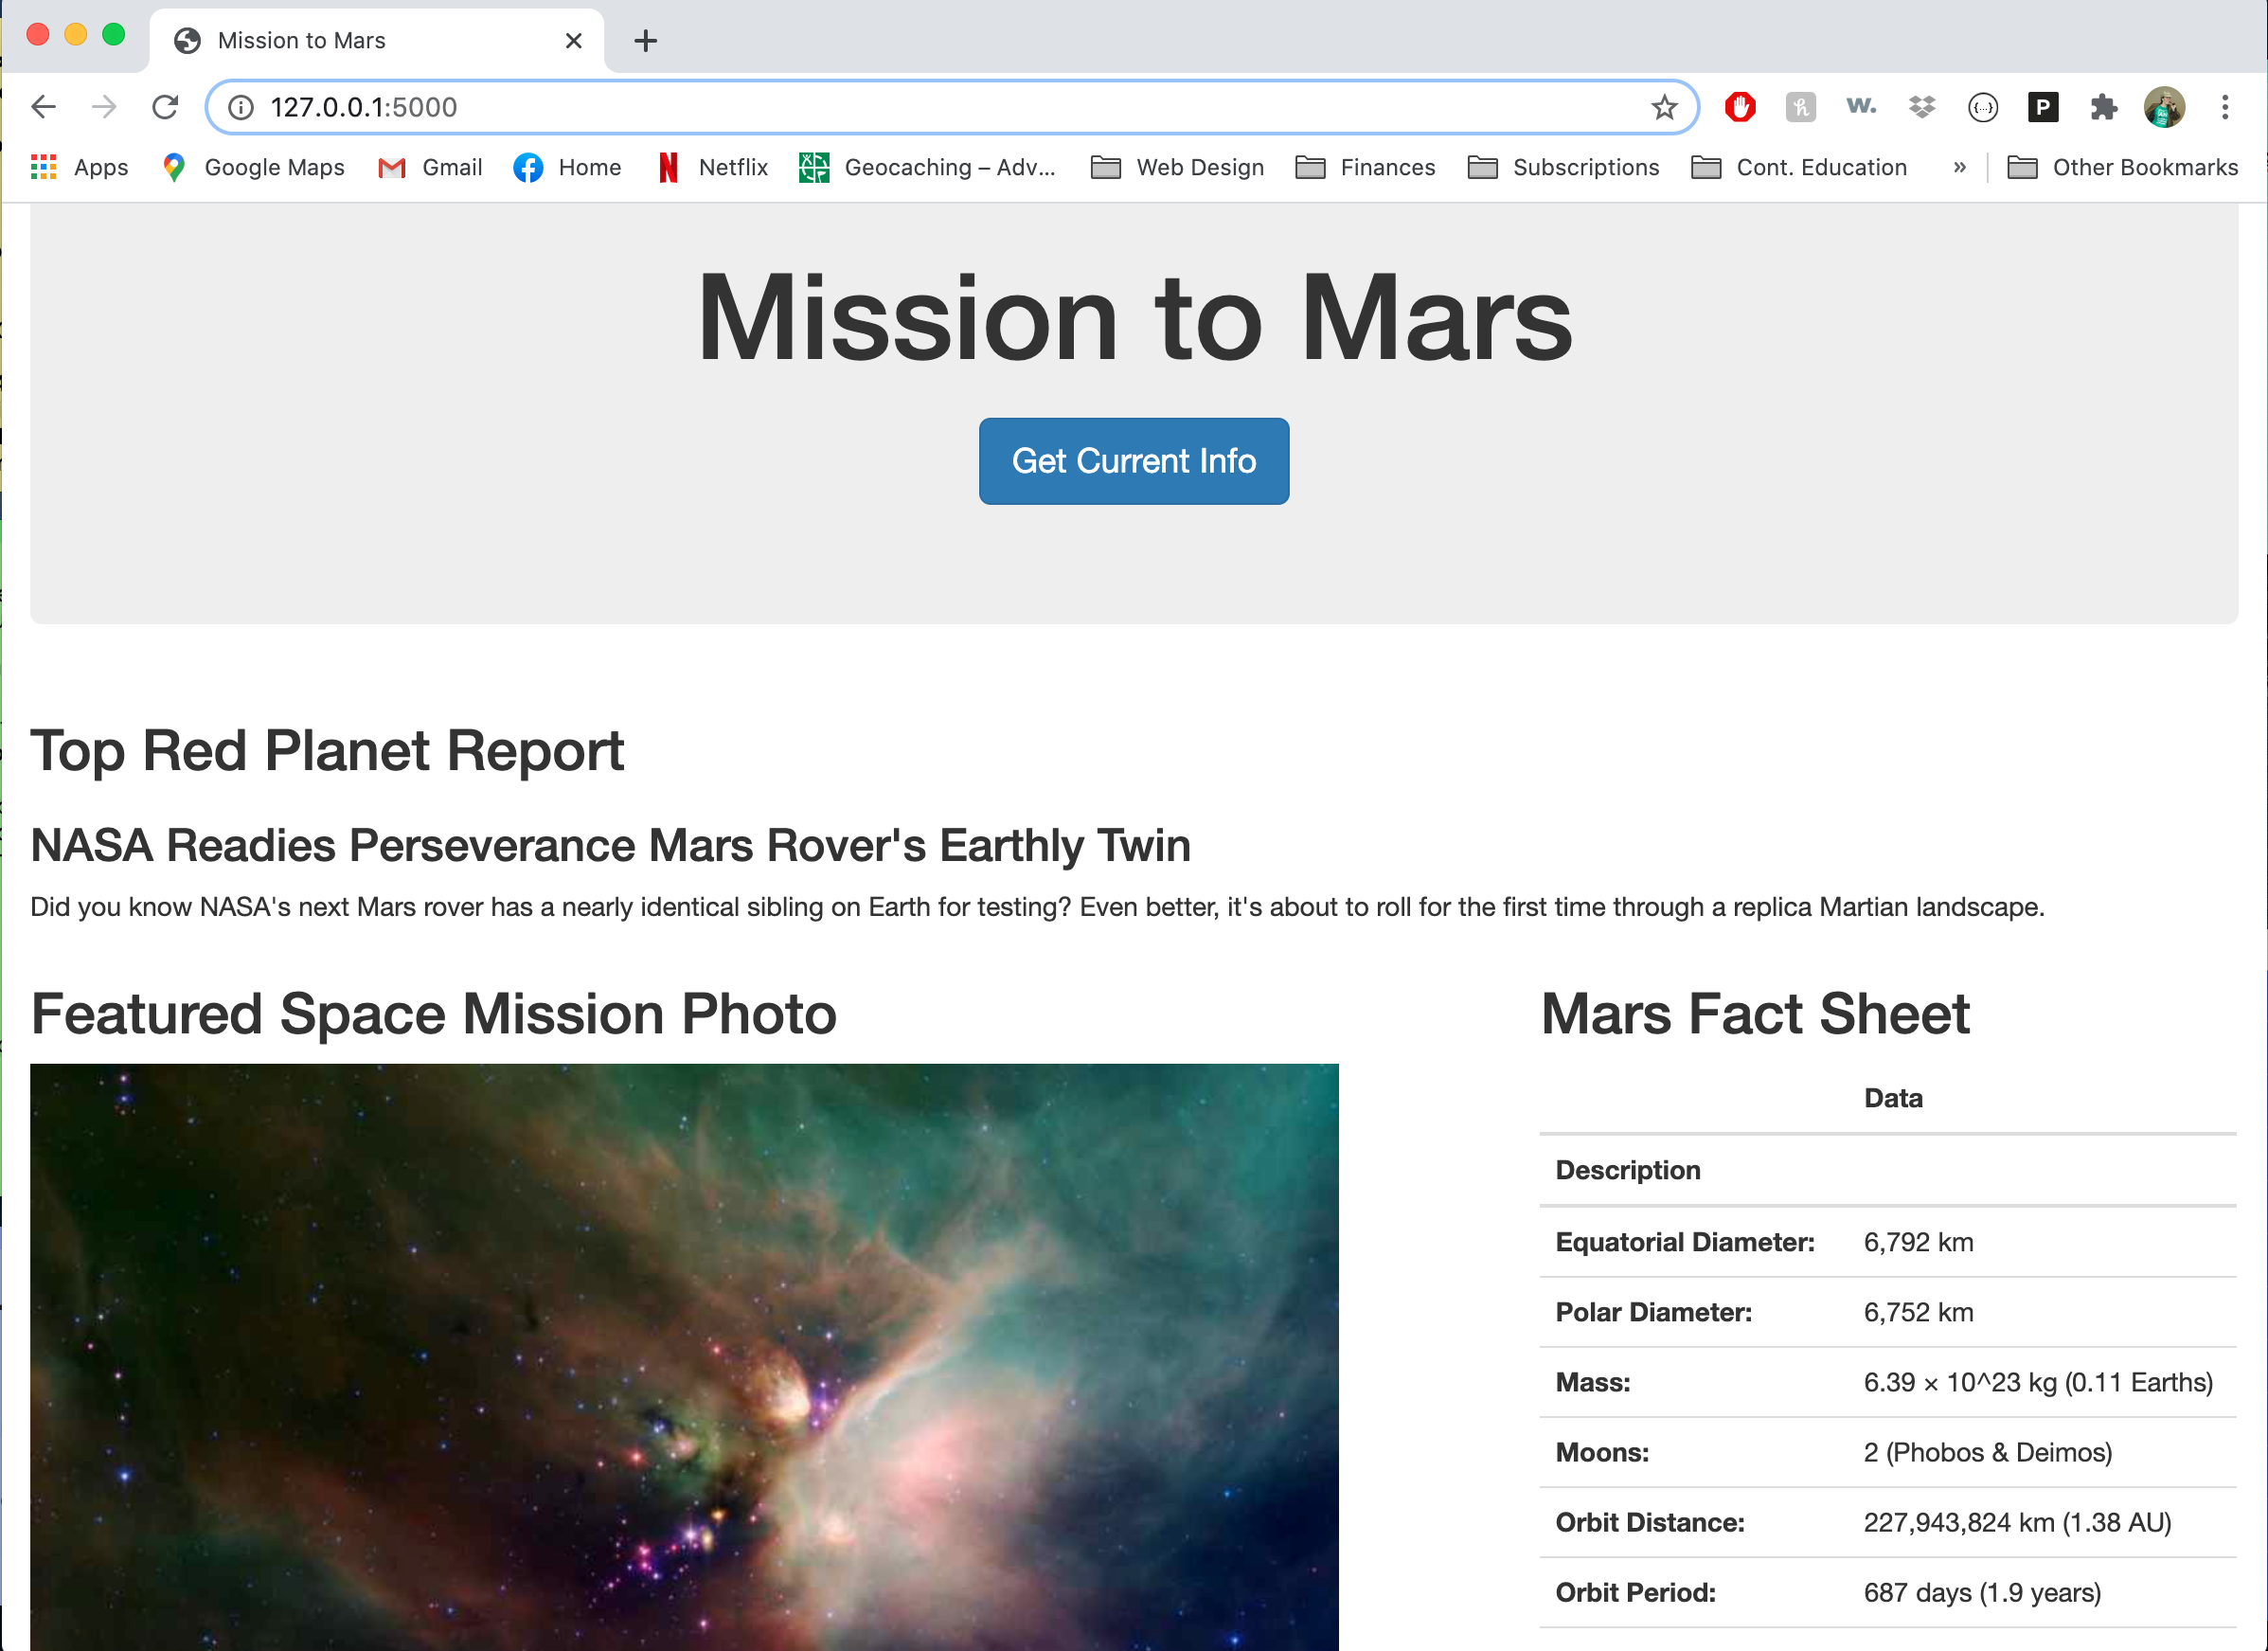 Mission to Mars
127.0.0.1:5000
Apps Google Maps Gmail Home Netflix Geocaching – Adv... Web Design Finances Subscriptions Cont. Education » Other Bookmarks
Mission to Mars
Get Current Info
Top Red Planet Report
NASA Readies Perseverance Mars Rover's Earthly Twin
Did you know NASA's next Mars rover has a nearly identical sibling on Earth for testing? Even better, it's about to roll for the first time through a replica Martian landscape.
Featured Space Mission Photo
Mars Fact Sheet
Data
Description
Equatorial Diameter: 6,792 km
Polar Diameter: 6,752 km
Mass: 6.39 × 10^23 kg (0.11 Earths)
Moons: 2 (Phobos & Deimos)
Orbit Distance: 227,943,824 km (1.38 AU)
Orbit Period: 687 days (1.9 years)